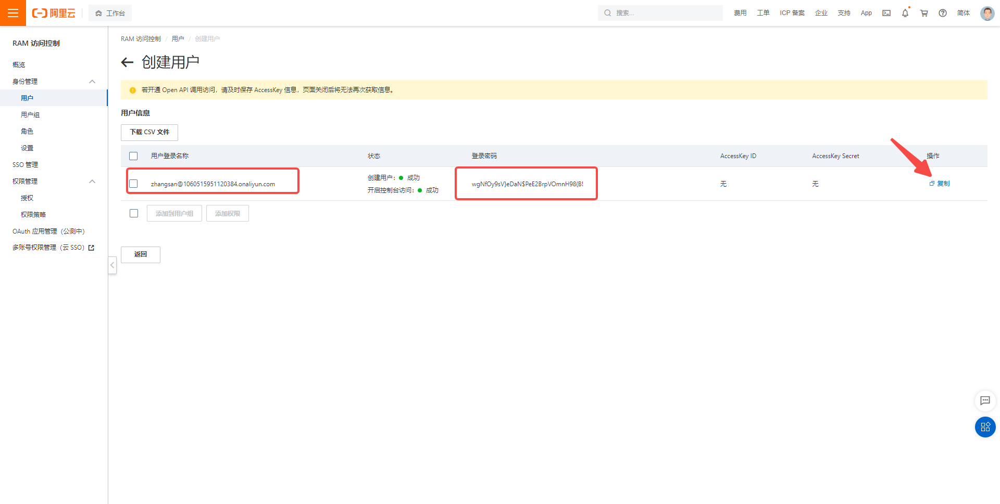 阿里云
工作台
搜索...
费用
工单
ICP 备案
企业
支持
App
简体
RAM 访问控制
概览
身份管理
用户
用户组
角色
设置
SSO 管理
权限管理
授权
权限策略
OAuth 应用管理（公测中）
多账号权限管理（云 SSO）
RAM 访问控制 / 用户 / 创建用户
创建用户
若开通 Open API 调用访问，请及时保存 AccessKey 信息，页面关闭后将无法再次获取信息。
用户信息
下载 CSV 文件
用户登录名称 状态 登录密码 AccessKey ID AccessKey Secret 操作
zhangsan@1060515951120384.onaliyun.com
创建用户： 成功
开启控制台访问： 成功
wgNfOy9sV}eDaN$PeE2BrpVOmnH98(B!
无
无
复制
添加到用户组 添加权限
返回